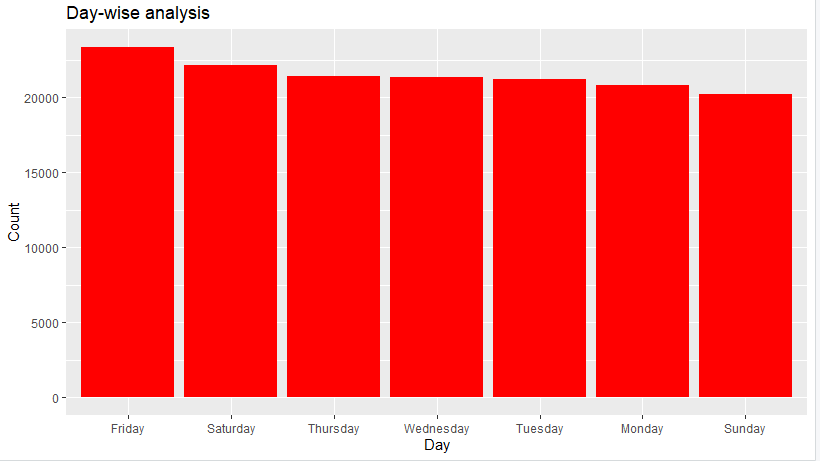 Day-wise analysis
Count
20000
15000
10000
5000
0
Friday Saturday Thursday Wednesday Tuesday Monday Sunday
Day